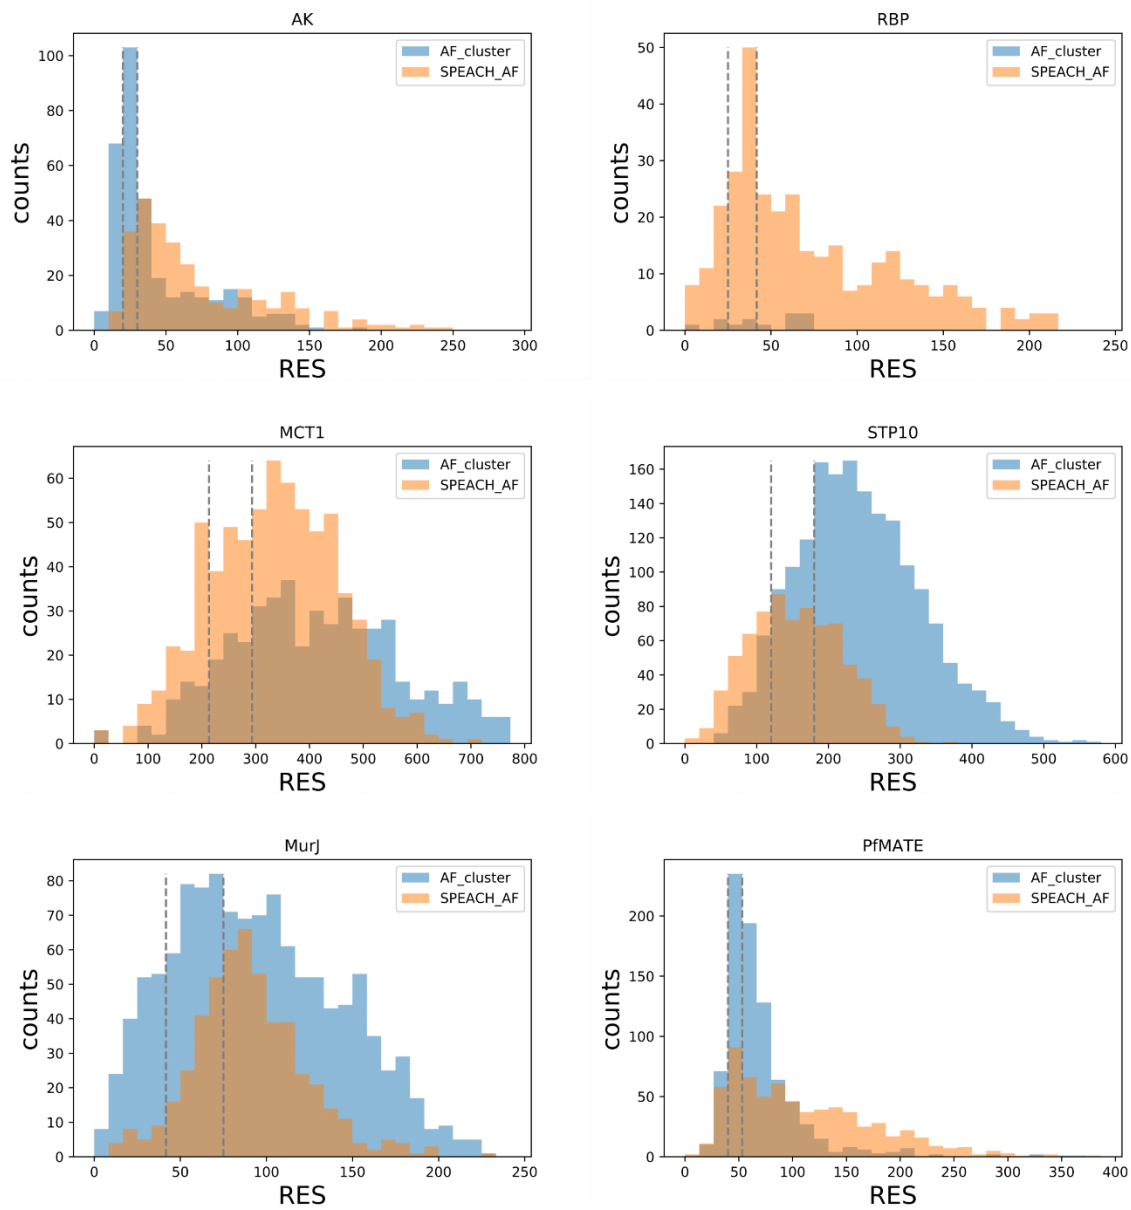 AK
AF_cluster
SPEACH_AF
counts
100
80
60
40
20
0
0 50 100 150 200 250 300
RES
RBP
AF_cluster
SPEACH_AF
counts
50
40
30
20
10
0
0 50 100 150 200 250
RES
MCT1
AF_cluster
SPEACH_AF
counts
60
50
40
30
20
10
0
0 100 200 300 400 500 600 700 800
RES
STP10
AF_cluster
SPEACH_AF
counts
160
140
120
100
80
60
40
20
0
0 100 200 300 400 500 600
RES
MurJ
AF_cluster
SPEACH_AF
counts
80
70
60
50
40
30
20
10
0
0 50 100 150 200 250
RES
PfMATE
AF_cluster
SPEACH_AF
counts
200
150
100
50
0
0 50 100 150 200 250 300 350 400
RES